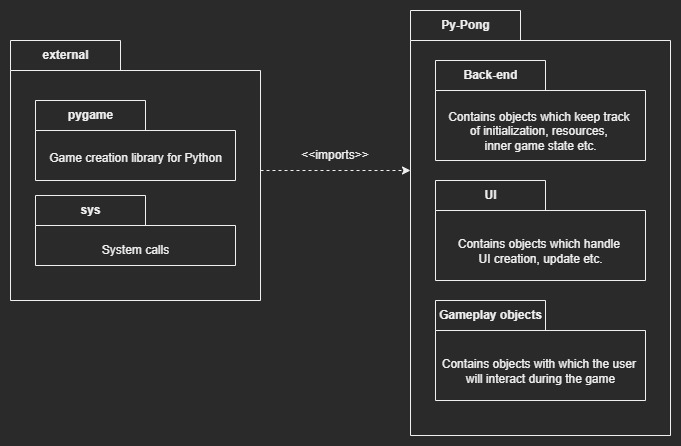 external
pygame
Game creation library for Python
sys
System calls
<<imports>>
Py-Pong
Back-end
Contains objects which keep track
of initialization, resources,
inner game state etc.
UI
Contains objects which handle
UI creation, update etc.
Gameplay objects
Contains objects with which the user
will interact during the game